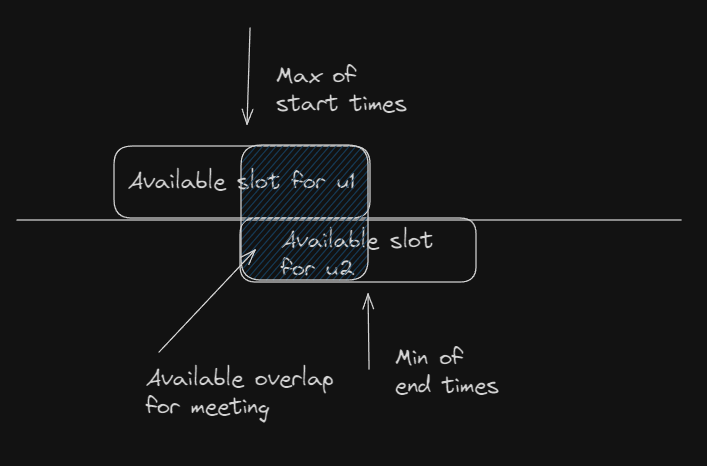 Max of
start times
Available slot for u1
Available slot
for u2
Min of
end times
Available overlap
for meeting